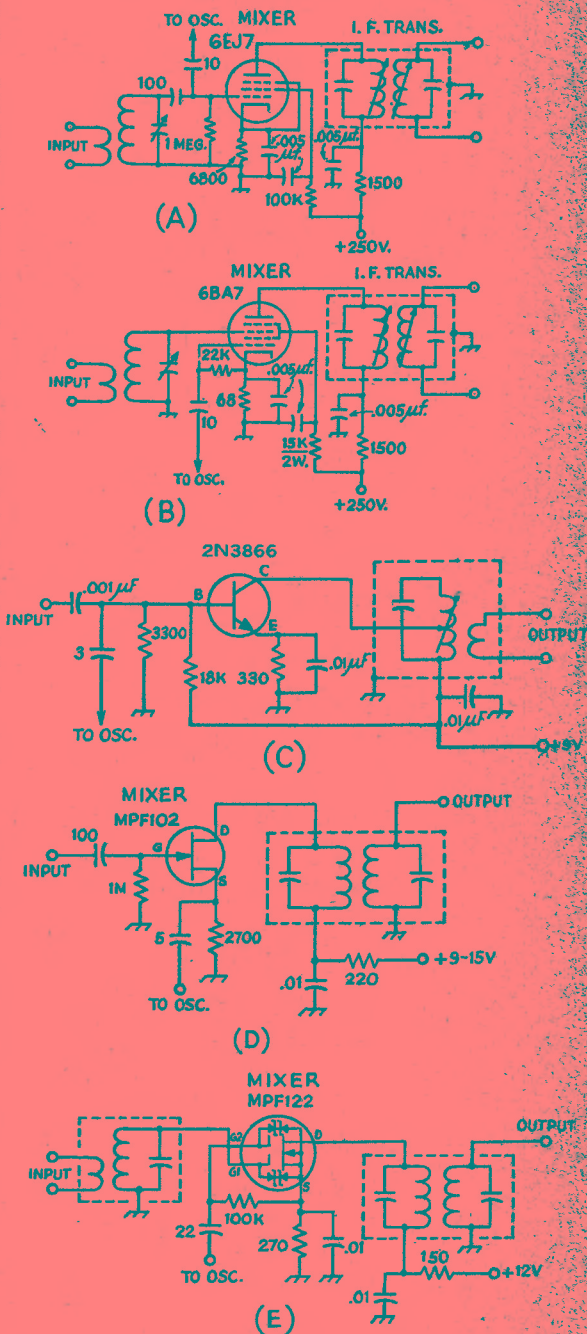 TO OSC. MIXER
6EJ7
I. F. TRANS.
10
100
INPUT
1 MEG.
.005
µf.
.005µf.
6800
100K
1500
(A)
+250V.
MIXER
6BA7
I.F. TRANS.
INPUT
22K
.005µf.
68
10
.005µf.
15K
2W.
1500
TO OSC.
+250V.
(B)
2N3866
C
.001µF
B
INPUT
E
OUTPUT
3
3300
18K
330
.01µF
TO OSC.
.01µF
+9V
(C)
MIXER
MPF102
OUTPUT
100
D
G
INPUT
S
1M
5
2700
+9-15V
.01
220
TO OSC.
(D)
MIXER
MPF122
OUTPUT
G2
D
INPUT
G1
S
100K
22
270
.01
150
TO OSC.
+12V
.01
(E)